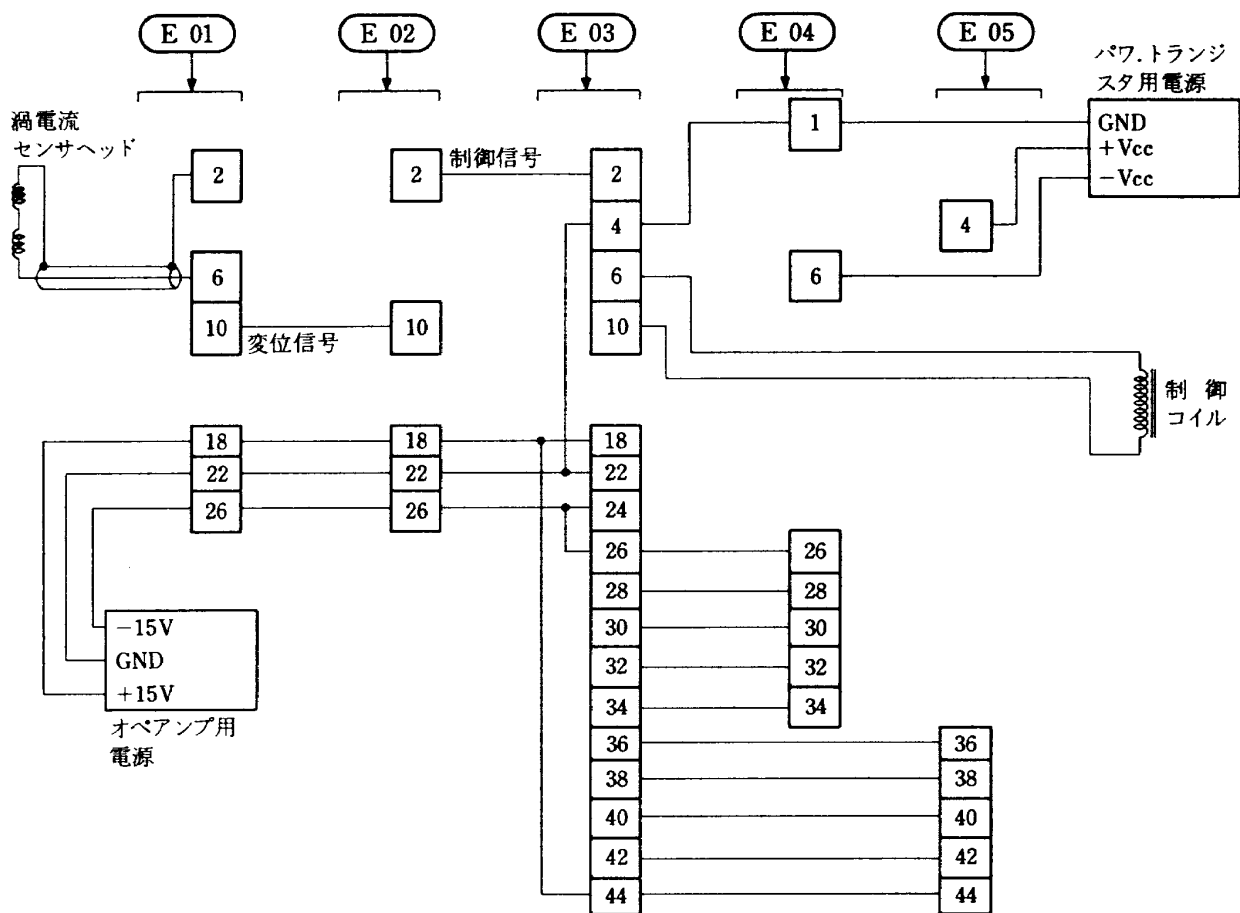 E 01
E 02
E 03
E 04
E 05
パワ.トランジ
スタ用電源
GND
+Vcc
−Vcc
渦電流
センサヘッド
2
6
10
変位信号
18
22
26
2
制御信号
10
18
22
26
2
4
6
10
18
22
24
26
28
30
32
34
36
38
40
42
44
1
6
26
28
30
32
34
4
36
38
40
42
44
制御
コイル
−15V
GND
+15V
オペアンプ用
電源